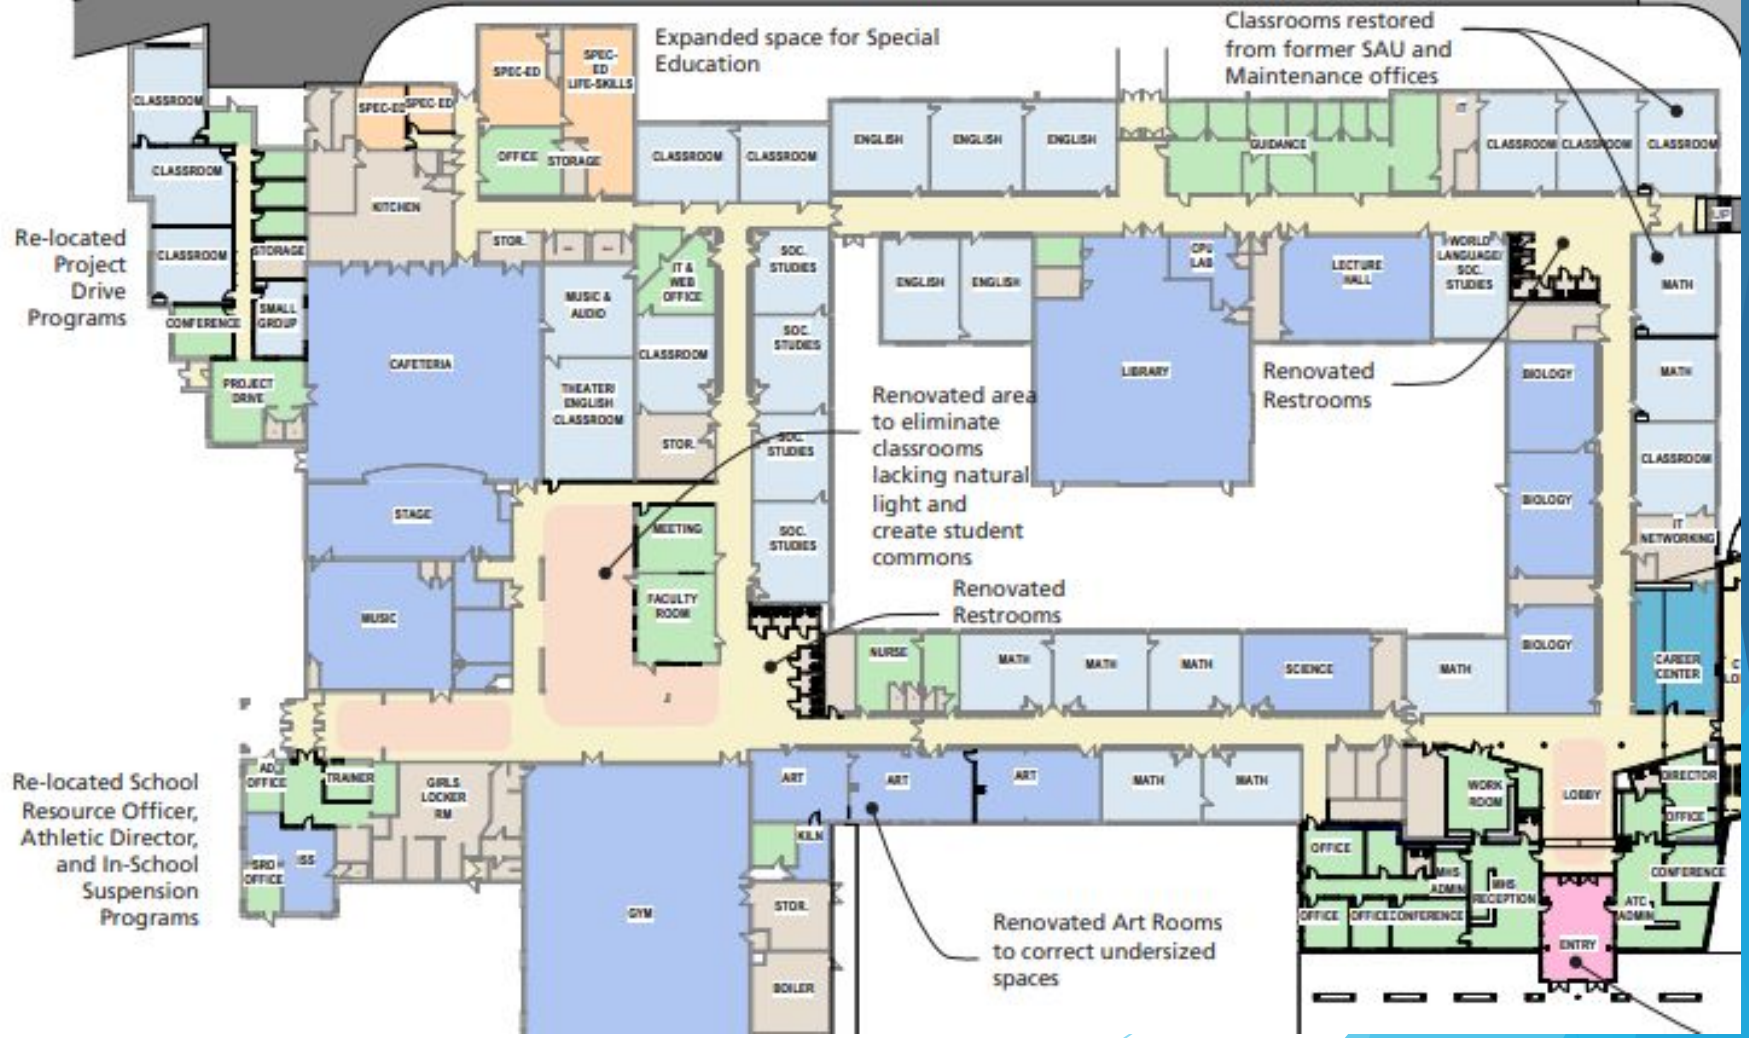 Expanded space for Special
Education
Classrooms restored
from former SAU and
Maintenance offices
CLASSROOM
SPEC-ED
SPEC-ED
SPEC-ED
SPEC-
ED
LIFE-SKILLS
OFFICE
STORAGE
CLASSROOM
CLASSROOM
ENGLISH
ENGLISH
ENGLISH
GUIDANCE
IT
CLASSROOM
CLASSROOM
CLASSROOM
CLASSROOM
KITCHEN
UP
Re-located
Project
Drive
Programs
CLASSROOM
STORAGE
STOR.
IT &
WEB
OFFICE
SOC.
STUDIES
ENGLISH
ENGLISH
CPU
LAB
LECTURE
HALL
WORLD
LANGUAGE/
SOC.
STUDIES
MATH
CONFERENCE
SMALL
GROUP
MUSIC &
AUDIO
SOC.
STUDIES
CAFETERIA
CLASSROOM
LIBRARY
Renovated
Restrooms
BIOLOGY
MATH
PROJECT
DRIVE
THEATER/
ENGLISH
CLASSROOM
Renovated area
to eliminate
classrooms
lacking natural
light and
create student
commons
STOR.
SOC.
STUDIES
CLASSROOM
STAGE
MEETING
SOC.
STUDIES
BIOLOGY
IT
NETWORKING
MUSIC
FACULTY
ROOM
Renovated
Restrooms
NURSE
MATH
MATH
MATH
SCIENCE
MATH
BIOLOGY
CAREER
CENTER
Re-located School
Resource Officer,
Athletic Director,
and In-School
Suspension
Programs
AD
OFFICE
TRAINER
GIRLS
LOCKER
RM
ART
ART
ART
MATH
MATH
WORK
ROOM
LOBBY
DIRECTOR
OFFICE
SRO
OFFICE
ISS
KILN
OFFICE
MHS
ADMIN
MHS
RECEPTION
CONFERENCE
GYM
STOR.
OFFICE
OFFICE
CONFERENCE
ATC
ADMIN
Renovated Art Rooms
to correct undersized
spaces
ENTRY
BOILER